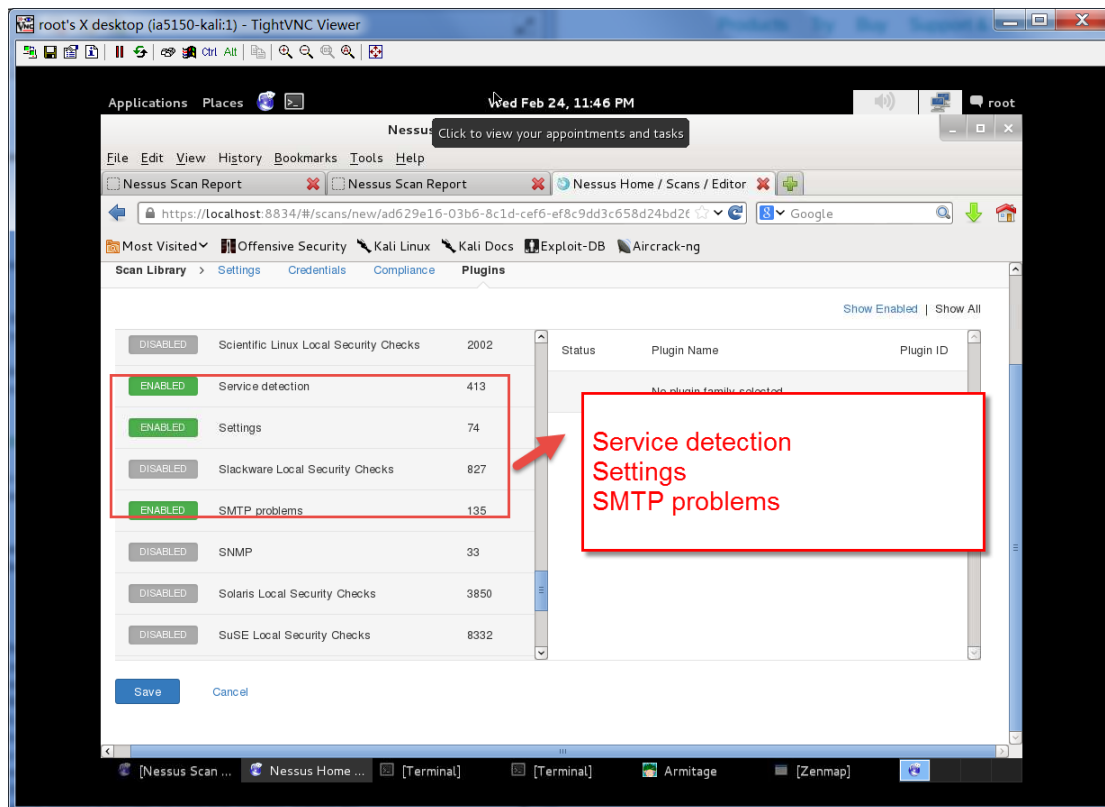 root's X desktop (ia5150-kali:1) - TightVNC Viewer
Ctrl Alt
Applications Places Wed Feb 24, 11:46 PM root
Nessus
Click to view your appointments and tasks
File Edit View History Bookmarks Tools Help
Nessus Scan Report Nessus Scan Report Nessus Home / Scans / Editor
https://localhost:8834/#/scans/new/ad629e16-03b6-8c1d-cef6-ef8c9dd3c658d24bd26 Google
Most Visited Offensive Security Kali Linux Kali Docs Exploit-DB Aircrack-ng
Scan Library > Settings Credentials Compliance Plugins
Show Enabled | Show All
Status Plugin Name Plugin ID
DISABLED Scientific Linux Local Security Checks 2002
ENABLED Service detection 413
No plugin family selected
ENABLED Settings 74
DISABLED Slackware Local Security Checks 827
ENABLED SMTP problems 135
DISABLED SNMP 33
DISABLED Solaris Local Security Checks 3850
DISABLED SuSE Local Security Checks 8332
Service detection
Settings
SMTP problems
Save Cancel
[Nessus Scan ... Nessus Home ... [Terminal] [Terminal] Armitage [Zenmap]